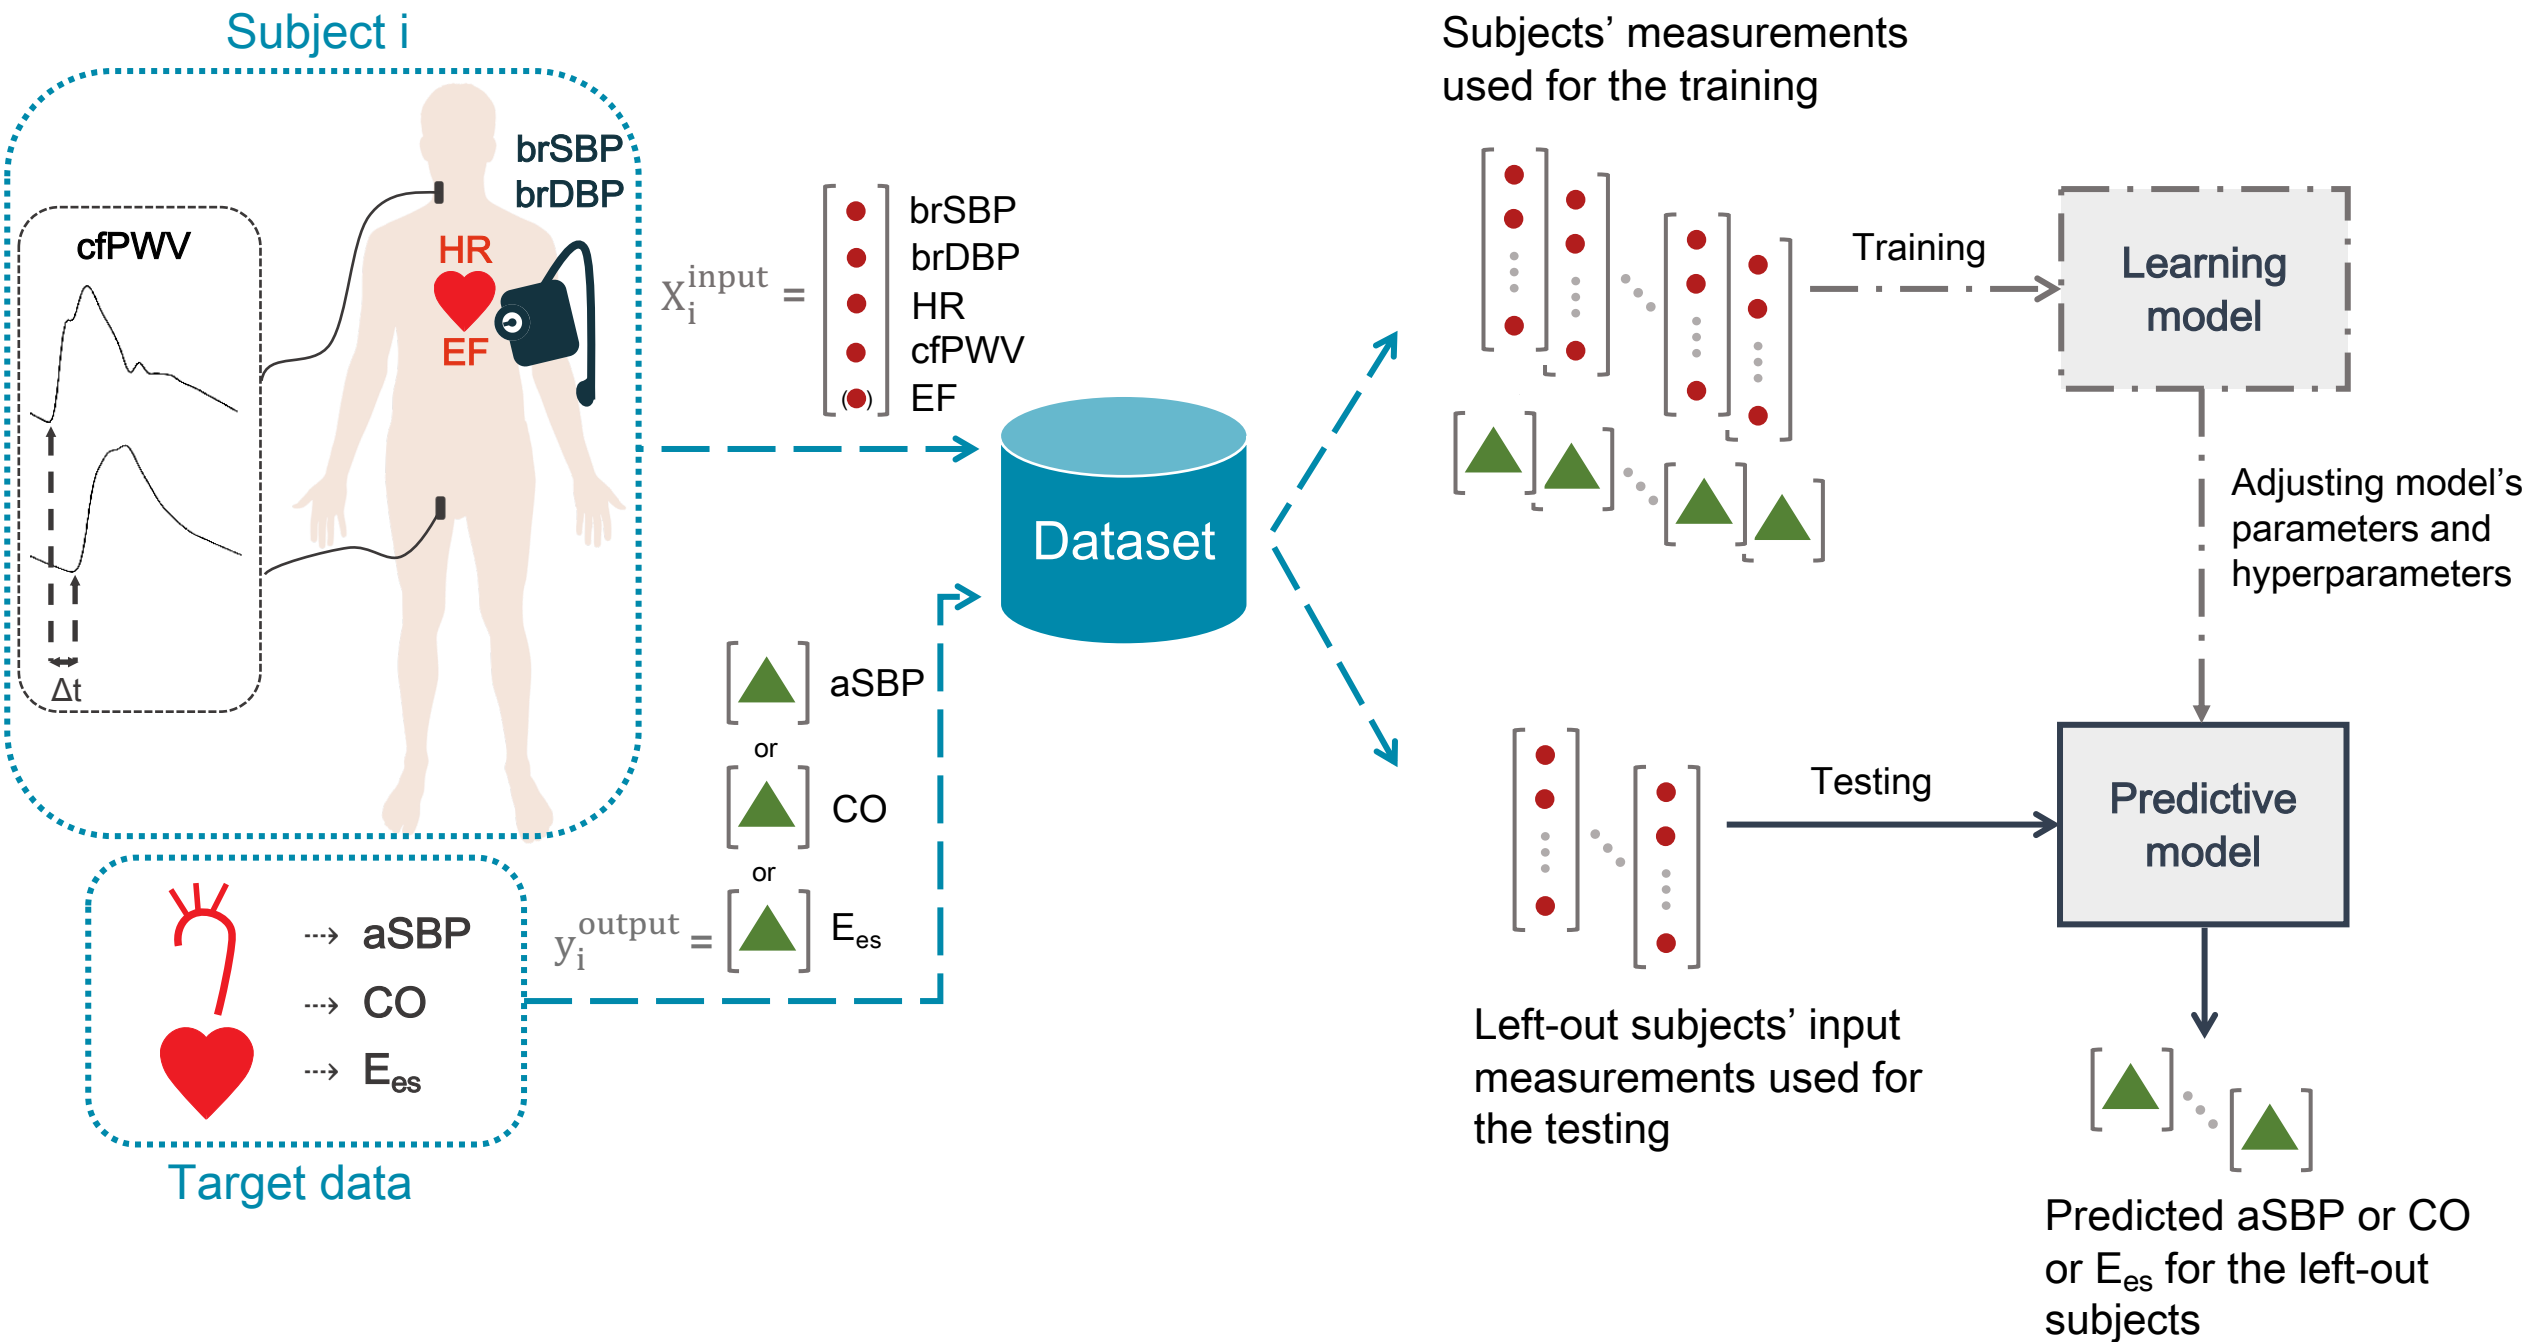 Subject i
brSBP
brDBP
cfPWV
HR
EF
Δt
X_i^input =
brSBP
brDBP
HR
cfPWV
( ) EF
Dataset
aSBP
or
CO
or
y_i^output =
E_es
aSBP
CO
E_es
Target data
Subjects’ measurements
used for the training
Training
Learning
model
Adjusting model’s
parameters and
hyperparameters
Testing
Predictive
model
Left-out subjects’ input
measurements used for
the testing
Predicted aSBP or CO
or E_es for the left-out
subjects